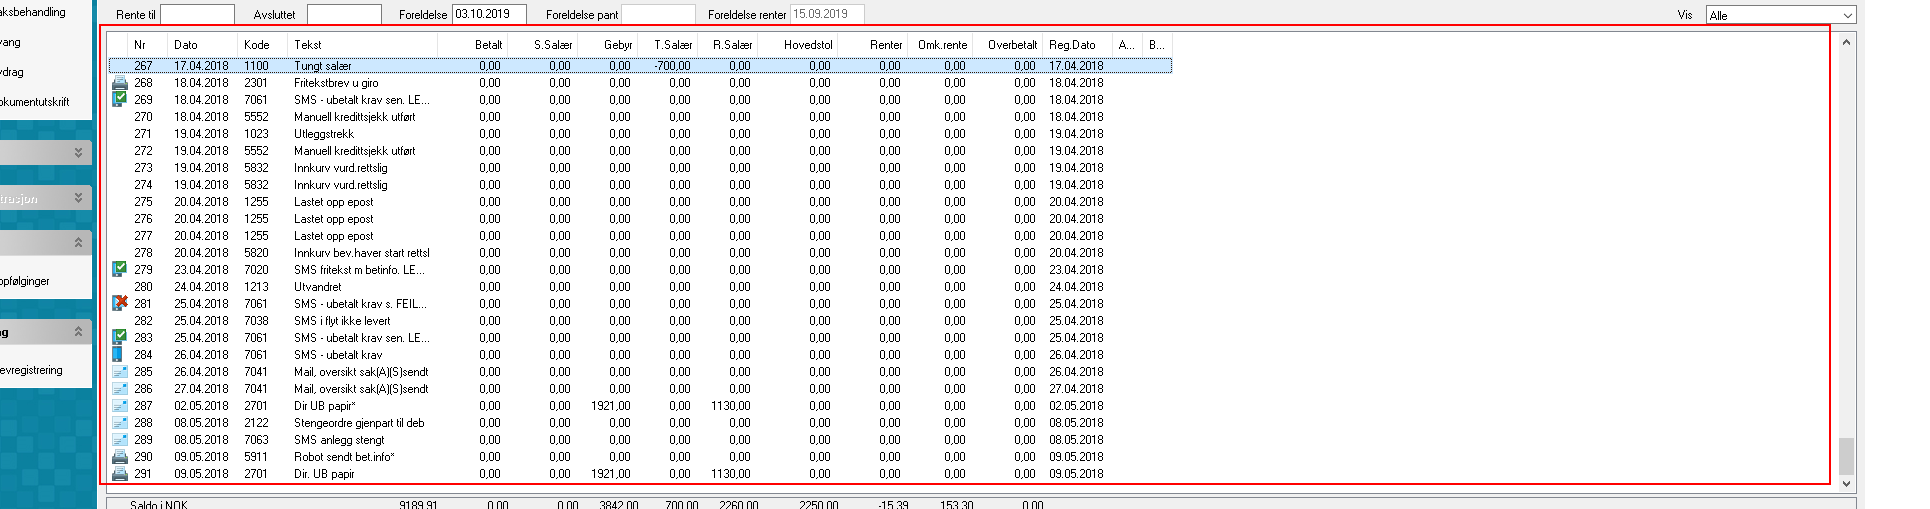 aksbehandling
Rente til Avsluttet Foreldelse 03.10.2019 Foreldelse pant Foreldelse renter 15.09.2019 Vis Alle
vang
vdrag
okumentutskrift
trasjon
opfølginger
g
evregistrering
Nr Dato Kode Tekst Betalt S.Salær Gebyr T.Salær R.Salær Hovedstol Renter Omk.rente Overbetalt Reg.Dato A... B...
267 17.04.2018 1100 Tungt salær 0,00 0,00 0,00 -700,00 0,00 0,00 0,00 0,00 0,00 17.04.2018
268 18.04.2018 2301 Fritekstbrev u giro 0,00 0,00 0,00 0,00 0,00 0,00 0,00 0,00 0,00 18.04.2018
269 18.04.2018 7061 SMS - ubetalt krav sen. LE... 0,00 0,00 0,00 0,00 0,00 0,00 0,00 0,00 0,00 18.04.2018
270 18.04.2018 5552 Manuell kredittsjekk utført 0,00 0,00 0,00 0,00 0,00 0,00 0,00 0,00 0,00 18.04.2018
271 19.04.2018 1023 Utleggstrekk 0,00 0,00 0,00 0,00 0,00 0,00 0,00 0,00 0,00 19.04.2018
272 19.04.2018 5552 Manuell kredittsjekk utført 0,00 0,00 0,00 0,00 0,00 0,00 0,00 0,00 0,00 19.04.2018
273 19.04.2018 5832 Innkurv vurd.rettslig 0,00 0,00 0,00 0,00 0,00 0,00 0,00 0,00 0,00 19.04.2018
274 19.04.2018 5832 Innkurv vurd.rettslig 0,00 0,00 0,00 0,00 0,00 0,00 0,00 0,00 0,00 19.04.2018
275 20.04.2018 1255 Lastet opp epost 0,00 0,00 0,00 0,00 0,00 0,00 0,00 0,00 0,00 20.04.2018
276 20.04.2018 1255 Lastet opp epost 0,00 0,00 0,00 0,00 0,00 0,00 0,00 0,00 0,00 20.04.2018
277 20.04.2018 1255 Lastet opp epost 0,00 0,00 0,00 0,00 0,00 0,00 0,00 0,00 0,00 20.04.2018
278 20.04.2018 5820 Innkurv bev.haver start rettsl 0,00 0,00 0,00 0,00 0,00 0,00 0,00 0,00 0,00 20.04.2018
279 23.04.2018 7020 SMS fritekst m betinfo. LE... 0,00 0,00 0,00 0,00 0,00 0,00 0,00 0,00 0,00 23.04.2018
280 24.04.2018 1213 Utvandret 0,00 0,00 0,00 0,00 0,00 0,00 0,00 0,00 0,00 24.04.2018
281 25.04.2018 7061 SMS - ubetalt krav s. FEIL... 0,00 0,00 0,00 0,00 0,00 0,00 0,00 0,00 0,00 25.04.2018
282 25.04.2018 7038 SMS i flyt ikke levert 0,00 0,00 0,00 0,00 0,00 0,00 0,00 0,00 0,00 25.04.2018
283 25.04.2018 7061 SMS - ubetalt krav sen. LE... 0,00 0,00 0,00 0,00 0,00 0,00 0,00 0,00 0,00 25.04.2018
284 26.04.2018 7061 SMS - ubetalt krav 0,00 0,00 0,00 0,00 0,00 0,00 0,00 0,00 0,00 26.04.2018
285 26.04.2018 7041 Mail, oversikt sak(A)(S)sendt 0,00 0,00 0,00 0,00 0,00 0,00 0,00 0,00 0,00 26.04.2018
286 27.04.2018 7041 Mail, oversikt sak(A)(S)sendt 0,00 0,00 0,00 0,00 0,00 0,00 0,00 0,00 0,00 27.04.2018
287 02.05.2018 2701 Dir UB papir* 0,00 0,00 1921,00 0,00 1130,00 0,00 0,00 0,00 0,00 02.05.2018
288 08.05.2018 2122 Stengeordre gjenpart til deb 0,00 0,00 0,00 0,00 0,00 0,00 0,00 0,00 0,00 08.05.2018
289 08.05.2018 7063 SMS anlegg stengt 0,00 0,00 0,00 0,00 0,00 0,00 0,00 0,00 0,00 08.05.2018
290 09.05.2018 5911 Robot sendt bet.info* 0,00 0,00 0,00 0,00 0,00 0,00 0,00 0,00 0,00 09.05.2018
291 09.05.2018 2701 Dir. UB papir 0,00 0,00 1921,00 0,00 1130,00 0,00 0,00 0,00 0,00 09.05.2018
Saldo i NOK 9189,91 0,00 0,00 3842,00 700,00 2260,00 2250,00 -15,39 153,30 0,00